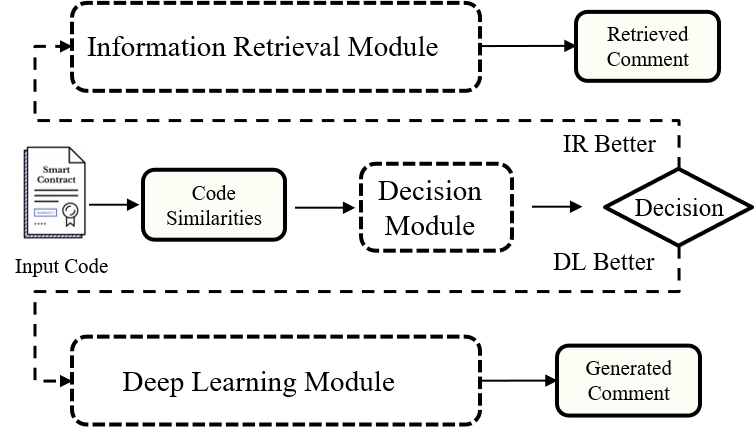 Information Retrieval Module
Retrieved
Comment
IR Better
Smart
Contract
Code
Similarities
Decision
Module
Decision
Input Code
DL Better
Deep Learning Module
Generated
Comment